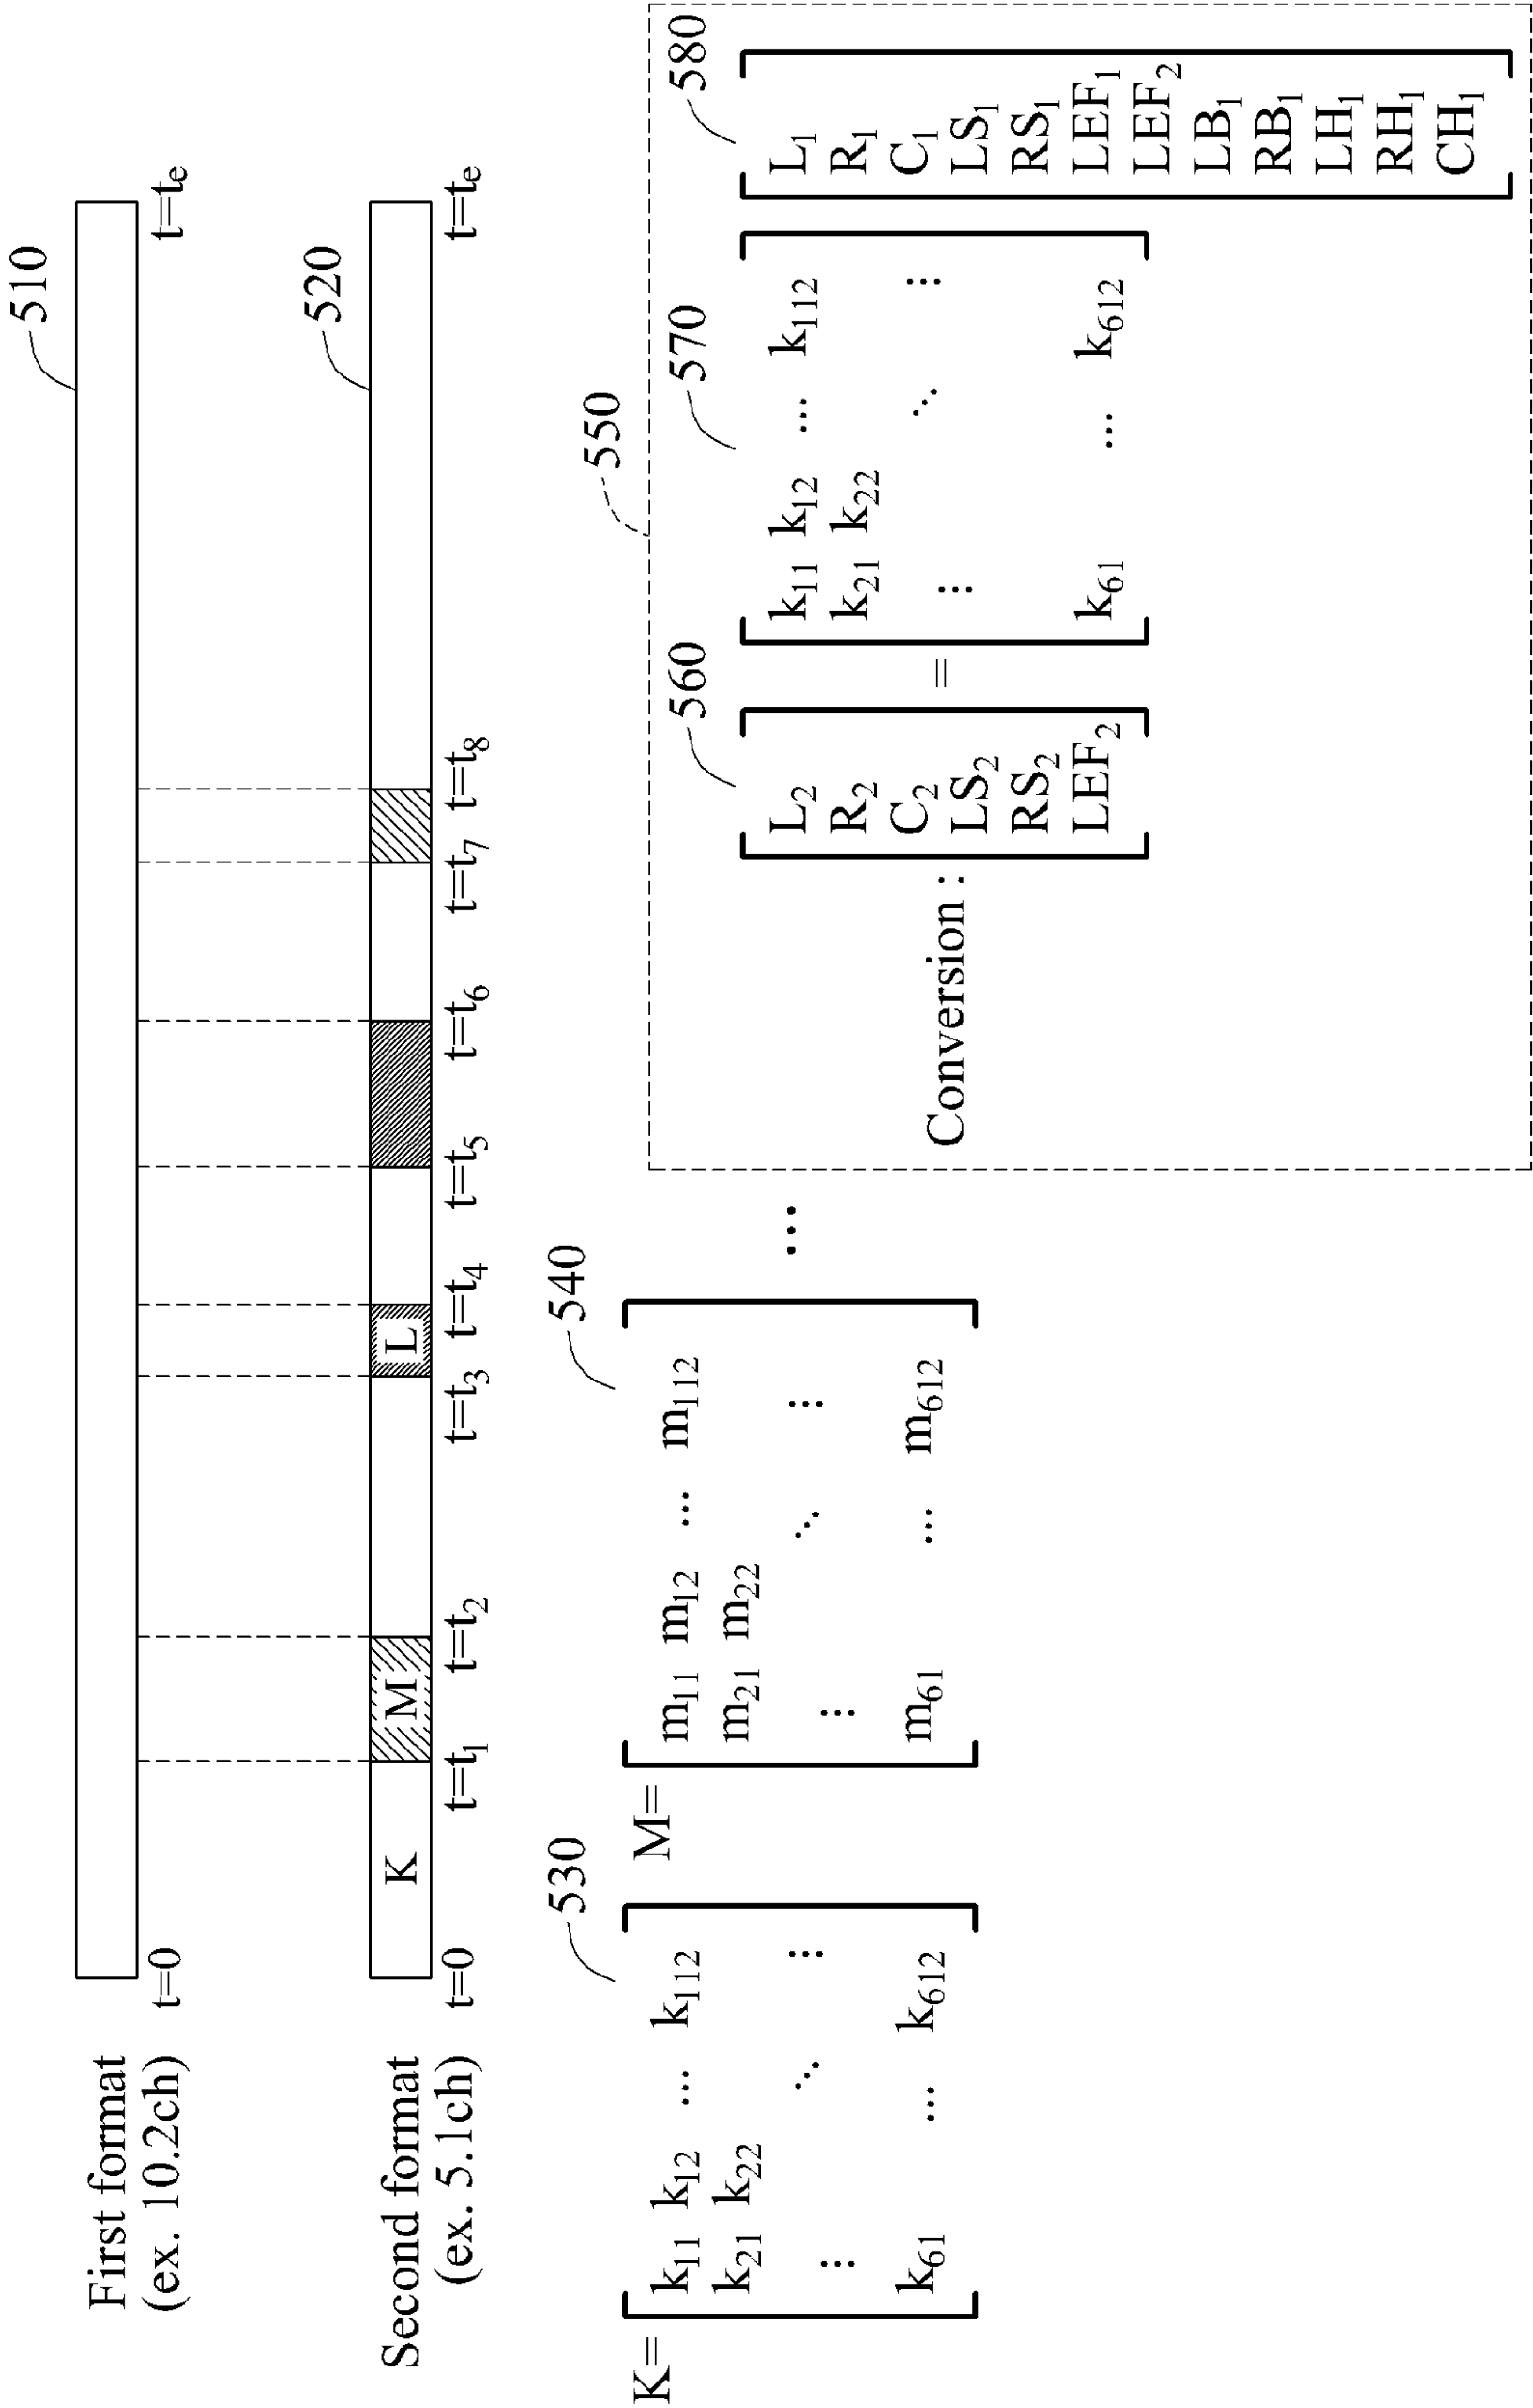 First format
(ex. 10.2ch)
510
t=0
t=te
Second format
(ex. 5.1ch)
520
K
M
L
t=0
t=t1
t=t2
t=t3
t=t4
t=t5
t=t6
t=t7
t=t8
t=te
530
K=
k11 k12 ... k112
k21 k22
⋮ ⋱ ⋮
k61 ... k612
540
M=
m11 m12 ... m112
m21 m22
⋮ ⋱ ⋮
m61 ... m612
...
550
Conversion :
560
L2
R2
C2
LS2
RS2
LEF2
=
570
k11 k12 ... k112
k21 k22
⋮ ⋱ ⋮
k61 ... k612
580
L1
R1
C1
LS1
RS1
LEF1
LEF2
LB1
RB1
LH1
RH1
CH1